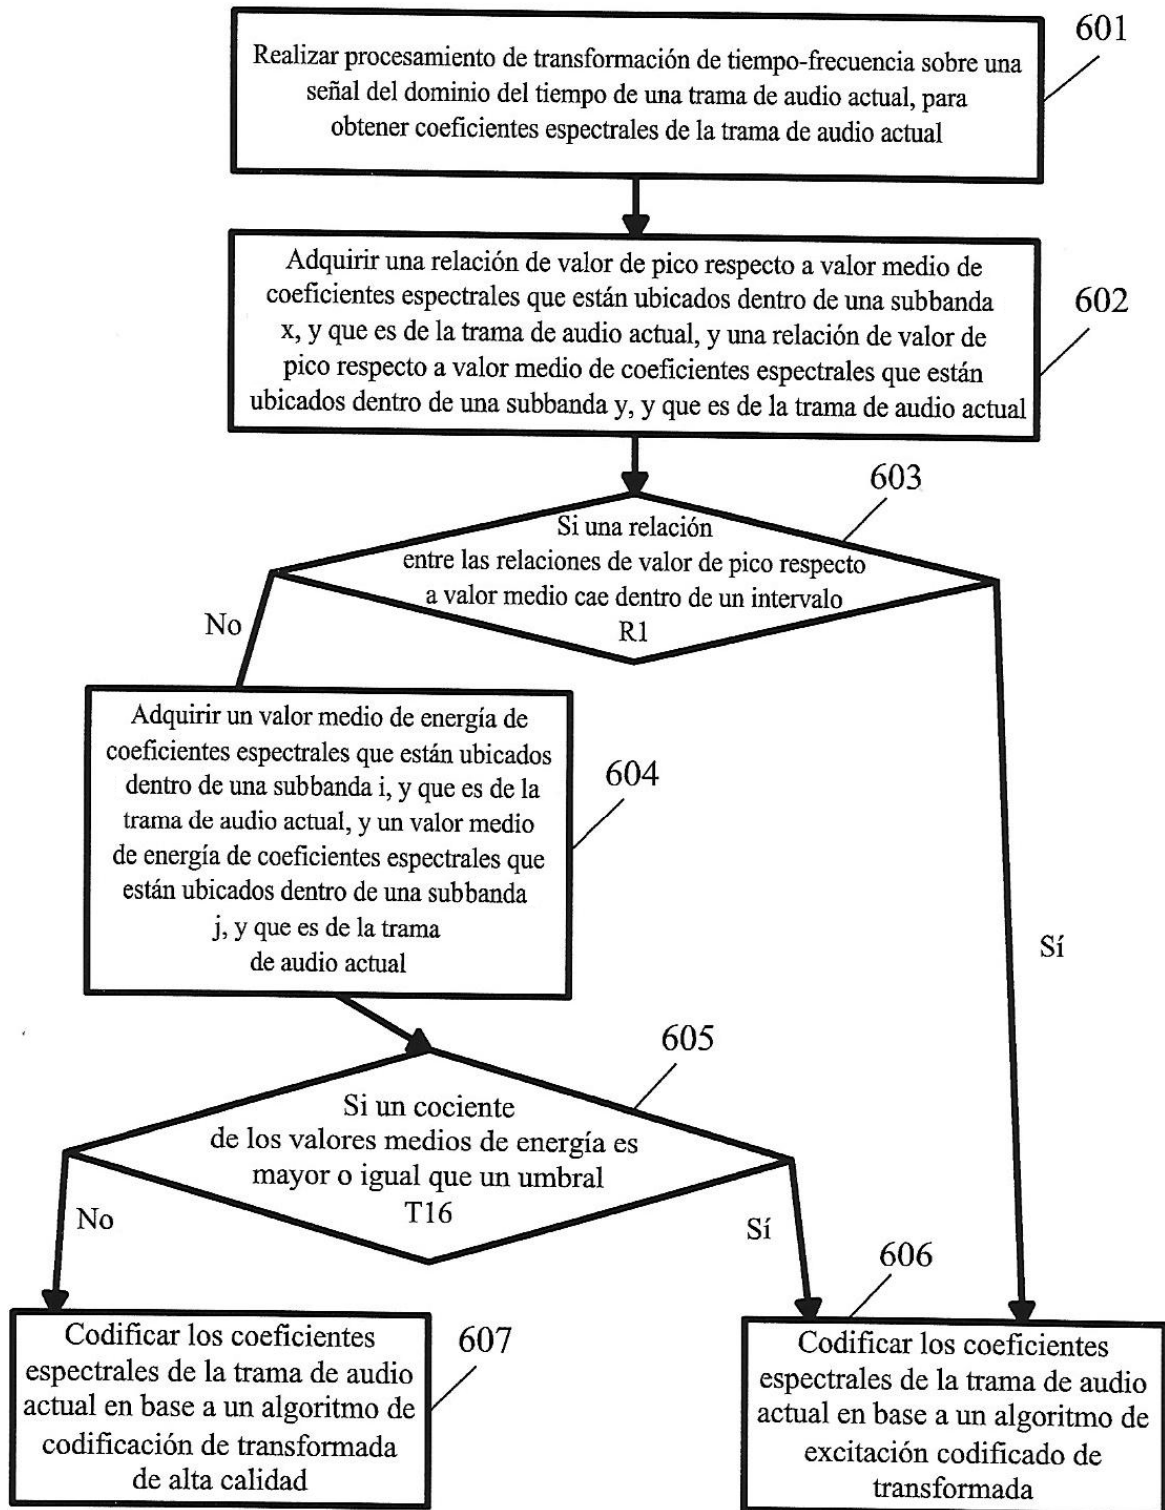 601
Realizar procesamiento de transformación de tiempo-frecuencia sobre una
señal del dominio del tiempo de una trama de audio actual, para
obtener coeficientes espectrales de la trama de audio actual
Adquirir una relación de valor de pico respecto a valor medio de
coeficientes espectrales que están ubicados dentro de una subbanda
x, y que es de la trama de audio actual, y una relación de valor de
pico respecto a valor medio de coeficientes espectrales que están
ubicados dentro de una subbanda y, y que es de la trama de audio actual
602
603
Si una relación
entre las relaciones de valor de pico respecto
a valor medio cae dentro de un intervalo
R1
No
Sí
Adquirir un valor medio de energía de
coeficientes espectrales que están ubicados
dentro de una subbanda i, y que es de la
trama de audio actual, y un valor medio
de energía de coeficientes espectrales que
están ubicados dentro de una subbanda
j, y que es de la trama
de audio actual
604
605
Si un cociente
de los valores medios de energía es
mayor o igual que un umbral
T16
No
Sí
606
Codificar los coeficientes
espectrales de la trama de audio
actual en base a un algoritmo de
codificación de transformada
de alta calidad
607
Codificar los coeficientes
espectrales de la trama de audio
actual en base a un algoritmo de
excitación codificado de
transformada